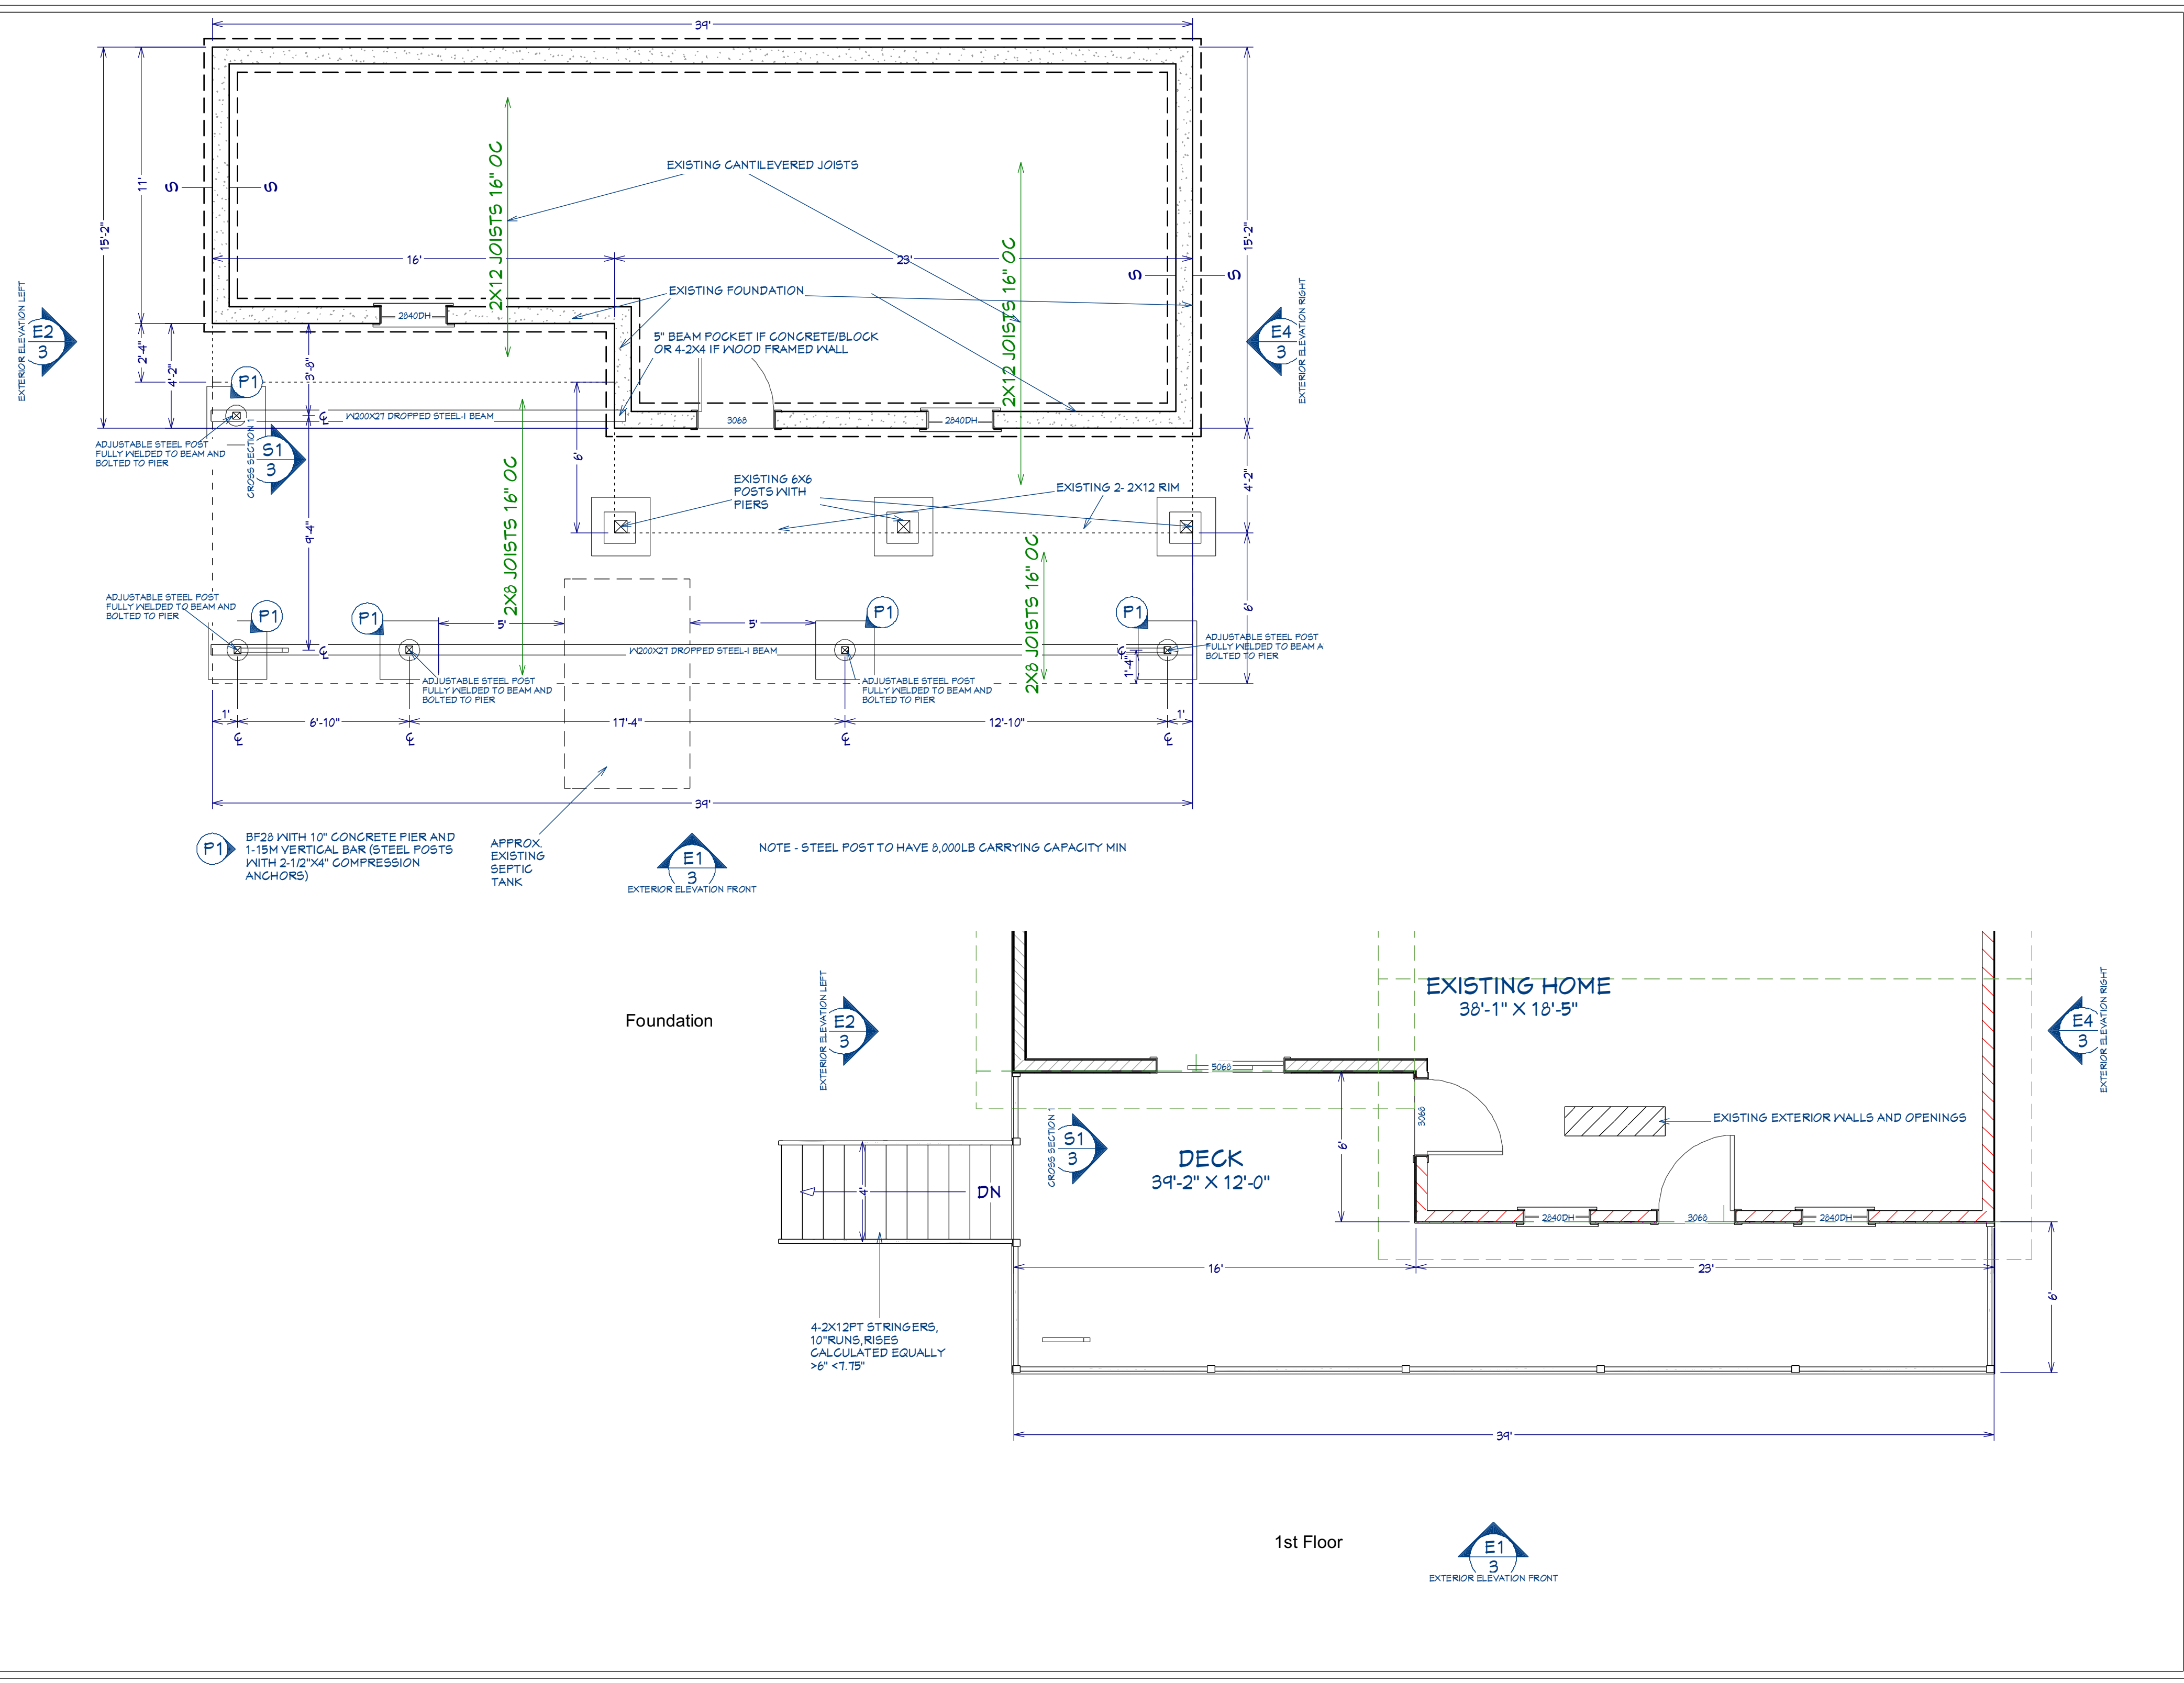 39'
11'
15'-2"
15'-2"
S
S
EXISTING CANTILEVERED JOISTS
2X12 JOISTS 16" OC
16'
23'
S
S
EXISTING FOUNDATION
2X12 JOISTS 16" OC
2840DH
5" BEAM POCKET IF CONCRETE/BLOCK
OR 4-2X4 IF WOOD FRAMED WALL
EXTERIOR ELEVATION LEFT
E2
3
EXTERIOR ELEVATION RIGHT
E4
3
2'-4"
4'-2"
3'-8"
P1
W200X27 DROPPED STEEL-I BEAM
3068
2840DH
ADJUSTABLE STEEL POST
FULLY WELDED TO BEAM AND
BOLTED TO PIER
CROSS SECTION 1
S1
3
6'
4'-2"
EXISTING 6X6
POSTS WITH
PIERS
EXISTING 2- 2X12 RIM
9'-4"
2X8 JOISTS 16" OC
2X8 JOISTS 16" OC
ADJUSTABLE STEEL POST
FULLY WELDED TO BEAM AND
BOLTED TO PIER
P1
P1
5'
5'
P1
P1
6'
W200X27 DROPPED STEEL-I BEAM
ADJUSTABLE STEEL POST
FULLY WELDED TO BEAM A
BOLTED TO PIER
1'-4"
ADJUSTABLE STEEL POST
FULLY WELDED TO BEAM AND
BOLTED TO PIER
ADJUSTABLE STEEL POST
FULLY WELDED TO BEAM AND
BOLTED TO PIER
1'
6'-10"
17'-4"
12'-10"
1'
39'
P1
BF28 WITH 10" CONCRETE PIER AND
1-15M VERTICAL BAR (STEEL POSTS
WITH 2-1/2"X4" COMPRESSION
ANCHORS)
APPROX.
EXISTING
SEPTIC
TANK
E1
3
EXTERIOR ELEVATION FRONT
NOTE - STEEL POST TO HAVE 8,000LB CARRYING CAPACITY MIN
Foundation
EXTERIOR ELEVATION LEFT
E2
3
EXISTING HOME
38'-1" X 18'-5"
EXTERIOR ELEVATION RIGHT
E4
3
5068
3068
EXISTING EXTERIOR WALLS AND OPENINGS
CROSS SECTION 1
S1
3
6'
DECK
39'-2" X 12'-0"
4'
DN
2840DH
3068
2840DH
16'
23'
6'
4-2X12PT STRINGERS,
10"RUNS,RISES
CALCULATED EQUALLY
>6" <7.75"
39'
1st Floor
E1
3
EXTERIOR ELEVATION FRONT